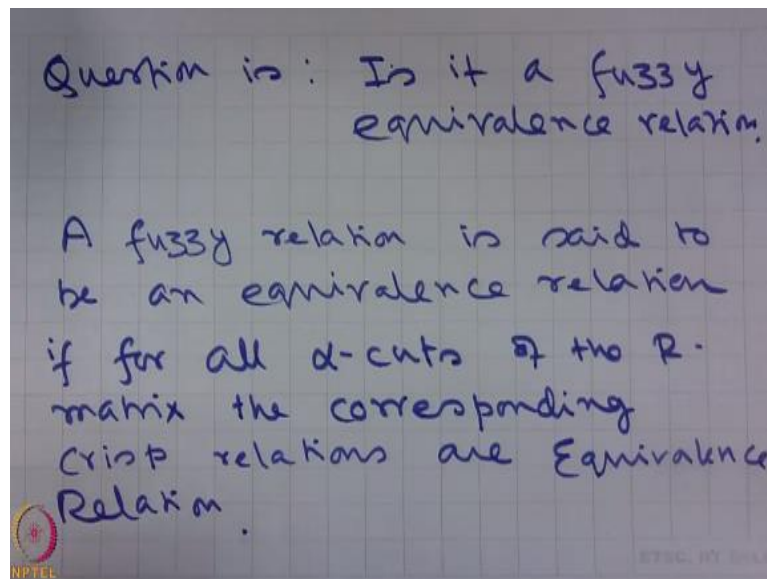 Question is: Is it a fuzzy
equivalence relation.
A fuzzy relation is said to
be an equivalence relation
if for all α-cuts of the R.
matrix the corresponding
crisp relations are Equivalence
Relation.
NPTEL